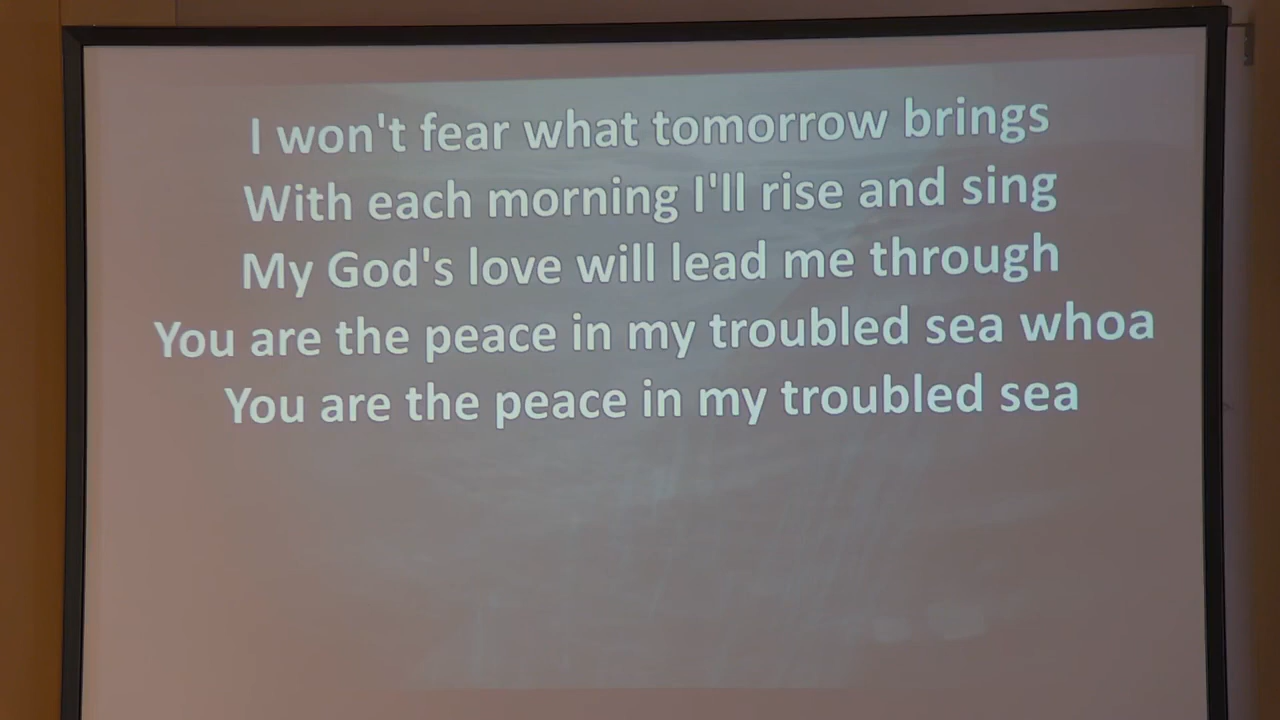 I won't fear what tomorrow brings
With each morning I'll rise and sing
My God's love will lead me through
You are the peace in my troubled sea whoa
You are the peace in my troubled sea